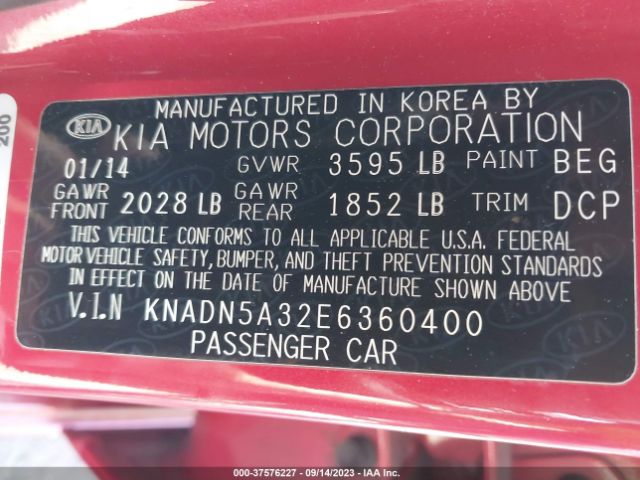 MANUFACTURED IN KOREA BY
KIA KIA MOTORS CORPORATION
01/14 GVWR 3595 LB PAINT BEG
GAWR FRONT 2028 LB GAWR REAR 1852 LB TRIM DCP
THIS VEHICLE CONFORMS TO ALL APPLICABLE U.S.A. FEDERAL
MOTOR VEHICLE SAFETY, BUMPER, AND THEFT PREVENTION STANDARDS
IN EFFECT ON THE DATE OF MANUFACTURE SHOWN ABOVE
V.I.N KNADN5A32E6360400
PASSENGER CAR
200
000-37576227 - 09/14/2023 - IAA Inc.